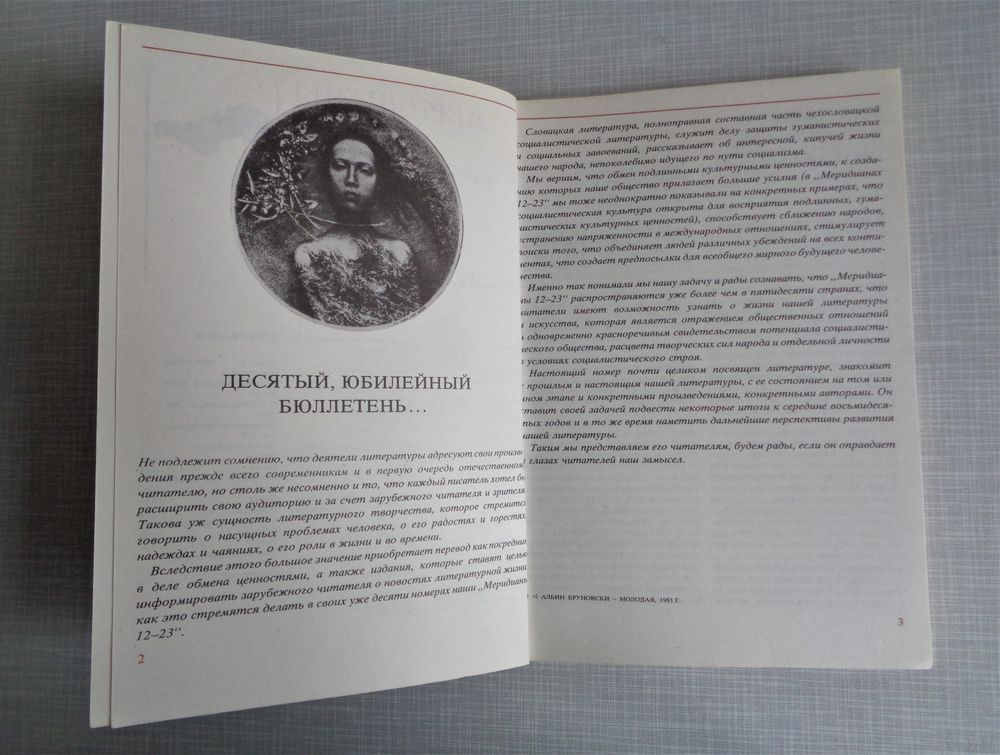 ДЕСЯТЫЙ, ЮБИЛЕЙНЫЙ
БЮЛЛЕТЕНЬ...
Не подлежит сомнению, что деятели литературы адресуют свои произве
дения прежде всего современникам и в первую очередь отечественном
читателю, но столь же несомненно и то, что каждый писатель хотел бы
расширить свою аудиторию и за счет зарубежного читателя и зрителя.
Такова уж сущность литературного творчества, которое стремится
говорить о насущных проблемах человека, о его радостях и горестях
надеждах и чаяниях, о его роли в жизни и во времени.
Вследствие этого большое значение приобретает перевод как посредник
в деле обмена ценностями, а также издания, которые ставят целью
информировать зарубежного читателя о новостях литературной жизни
как это стремятся делать в своих уже десяти номерах наши „Меридианы
12–23“.
2
Словацкая литература, полноправная составная часть чехословацкой
социалистической литературы, служит делу защиты гуманистических
и социальных завоеваний, рассказывает об интересной, кипучей жизни
нашего народа, непоколебимо идущего по пути социализма.
Мы верим, что обмен подлинными культурными ценностями, к созда-
нию которых наше общество прилагает большие усилия (в „Меридианах
12–23“ мы тоже неоднократно показывали на конкретных примерах, что
социалистическая культура открыта для восприятия подлинных, гума-
нистических культурных ценностей), способствует сближению народов,
устранению напряженности в международных отношениях, стимулирует
поиски того, что объединяет людей различных убеждений на всех конти-
нентах, что создает предпосылки для всеобщего мирного будущего челове-
чества.
Именно так понимали мы нашу задачу и рады сознавать, что „Меридиа-
ны 12–23“ распространяются уже более чем в пятидесяти странах, что
читатели имеют возможность узнать о жизни нашей литературы
и искусства, которая является отражением общественных отношений
и одновременно красноречивым свидетельством потенциала социалисти-
ческого общества, расцвета творческих сил народа и отдельной личности
в условиях социалистического строя.
Настоящий номер почти целиком посвящен литературе, знакомит
с прошлым и настоящим нашей литературы, с ее состоянием на том или
ином этапе и конкретными произведениями, конкретными авторами. Он
ставит своей задачей подвести некоторые итоги к середине восьмидеся-
тых годов и в то же время наметить дальнейшие перспективы развития
нашей литературы.
Таким мы представляем его читателям, будем рады, если он оправдает
в глазах читателей наш замысел.
◁ АЛБИН БРУНОВСКИ – МОЛОДАЯ, 1981 Г.
3